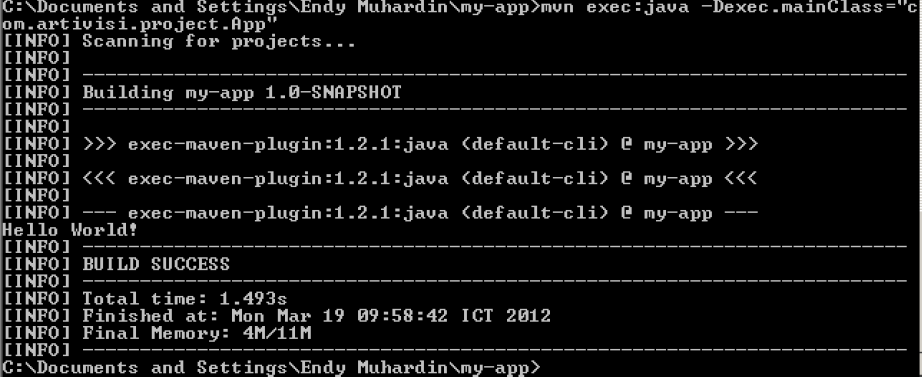 C:\Documents and Settings\Endy Muhardin\my-app>mvn exec:java -Dexec.mainClass="c
om.artivisi.project.App"
[INFO] Scanning for projects...
[INFO]
[INFO] ------------------------------------------------------------------------
[INFO] Building my-app 1.0-SNAPSHOT
[INFO] ------------------------------------------------------------------------
[INFO]
[INFO] >>> exec-maven-plugin:1.2.1:java (default-cli) @ my-app >>>
[INFO]
[INFO] <<< exec-maven-plugin:1.2.1:java (default-cli) @ my-app <<<
[INFO]
[INFO] --- exec-maven-plugin:1.2.1:java (default-cli) @ my-app ---
Hello World!
[INFO] ------------------------------------------------------------------------
[INFO] BUILD SUCCESS
[INFO] ------------------------------------------------------------------------
[INFO] Total time: 1.493s
[INFO] Finished at: Mon Mar 19 09:58:42 ICT 2012
[INFO] Final Memory: 4M/11M
[INFO] ------------------------------------------------------------------------
C:\Documents and Settings\Endy Muhardin\my-app>